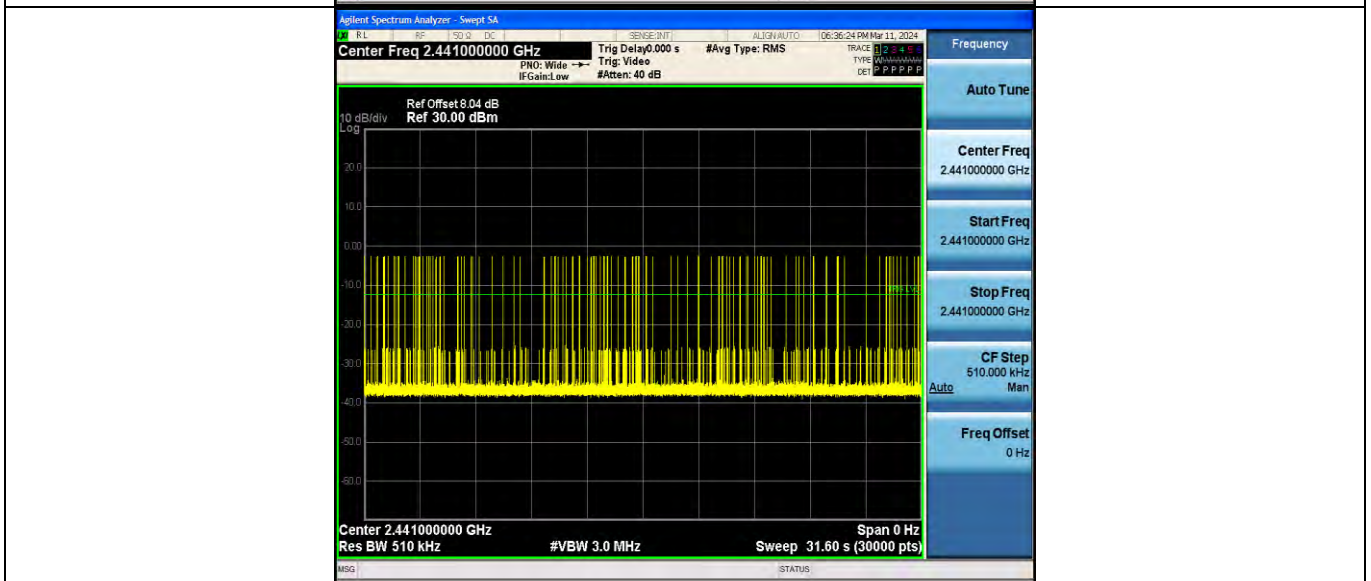 Agilent Spectrum Analyzer - Swept SA
RL RF 50 Ω DC SENSE:INT ALIGN AUTO 06:36:24 PM Mar 11, 2024
Center Freq 2.441000000 GHz Trig Delay0.000 s #Avg Type: RMS TRACE 1 2 3 4 5 6
PNO: Wide Trig: Video TYPE
IFGain:Low #Atten: 40 dB DET P P P P P P
Frequency
Auto Tune
Ref Offset 8.04 dB
10 dB/div Ref 30.00 dBm
Log
20.0
10.0
0.00
-10.0
-20.0
-30.0
-40.0
-50.0
-60.0
Center Freq
2.441000000 GHz
Start Freq
2.441000000 GHz
Stop Freq
2.441000000 GHz
CF Step
510.000 kHz
Auto Man
Freq Offset
0 Hz
Center 2.441000000 GHz Span 0 Hz
Res BW 510 kHz #VBW 3.0 MHz Sweep 31.60 s (30000 pts)
MSG STATUS